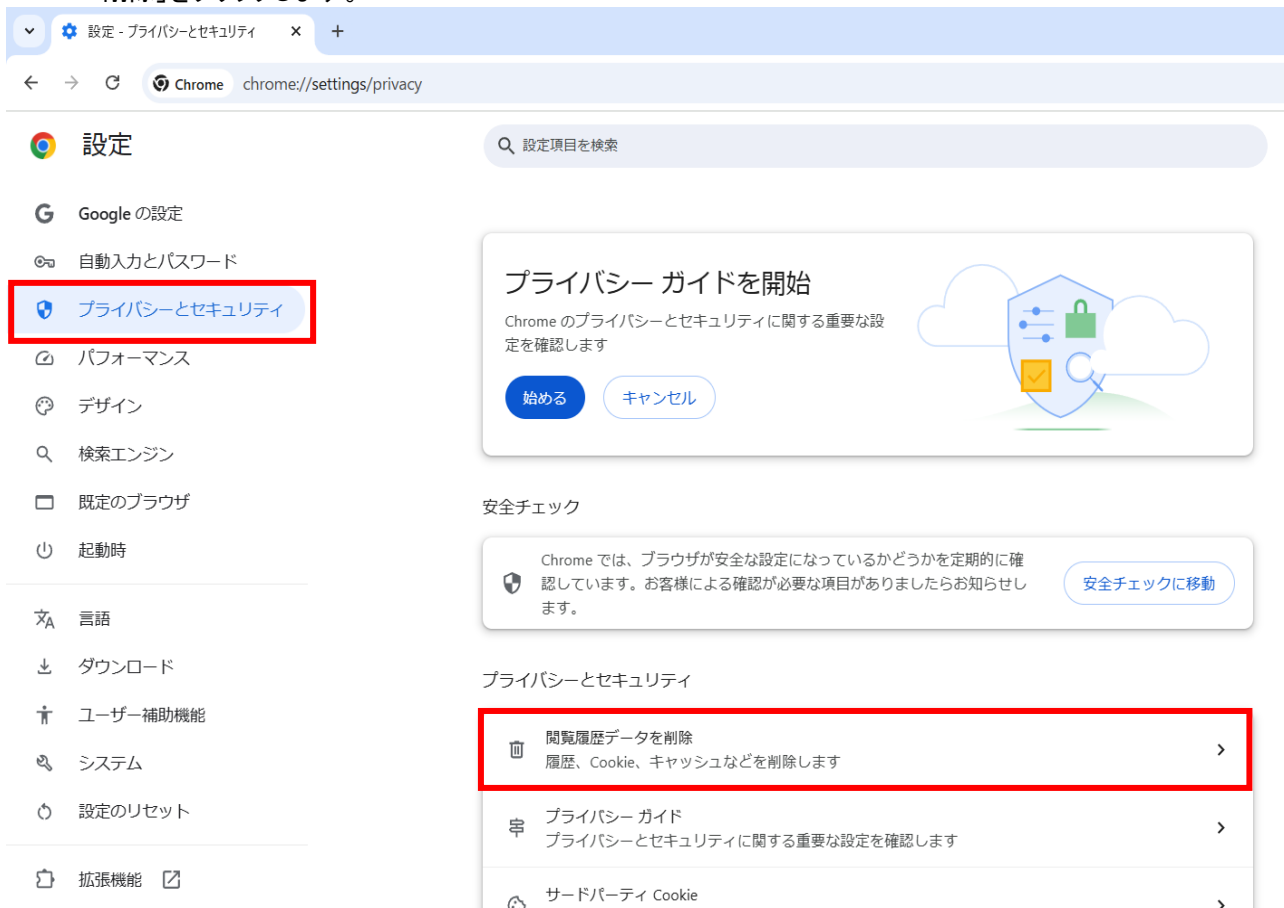 削除」をクリックします。
設定 - プライバシーとセキュリティ
Chrome chrome://settings/privacy
設定
設定項目を検索
Google の設定
自動入力とパスワード
プライバシーとセキュリティ
パフォーマンス
デザイン
検索エンジン
既定のブラウザ
起動時
言語
ダウンロード
ユーザー補助機能
システム
設定のリセット
拡張機能
プライバシー ガイドを開始
Chrome のプライバシーとセキュリティに関する重要な設
定を確認します
始める キャンセル
安全チェック
Chrome では、ブラウザが安全な設定になっているかどうかを定期的に確
認しています。お客様による確認が必要な項目がありましたらお知らせし
ます。
安全チェックに移動
プライバシーとセキュリティ
閲覧履歴データを削除
履歴、Cookie、キャッシュなどを削除します
プライバシー ガイド
プライバシーとセキュリティに関する重要な設定を確認します
サードパーティ Cookie